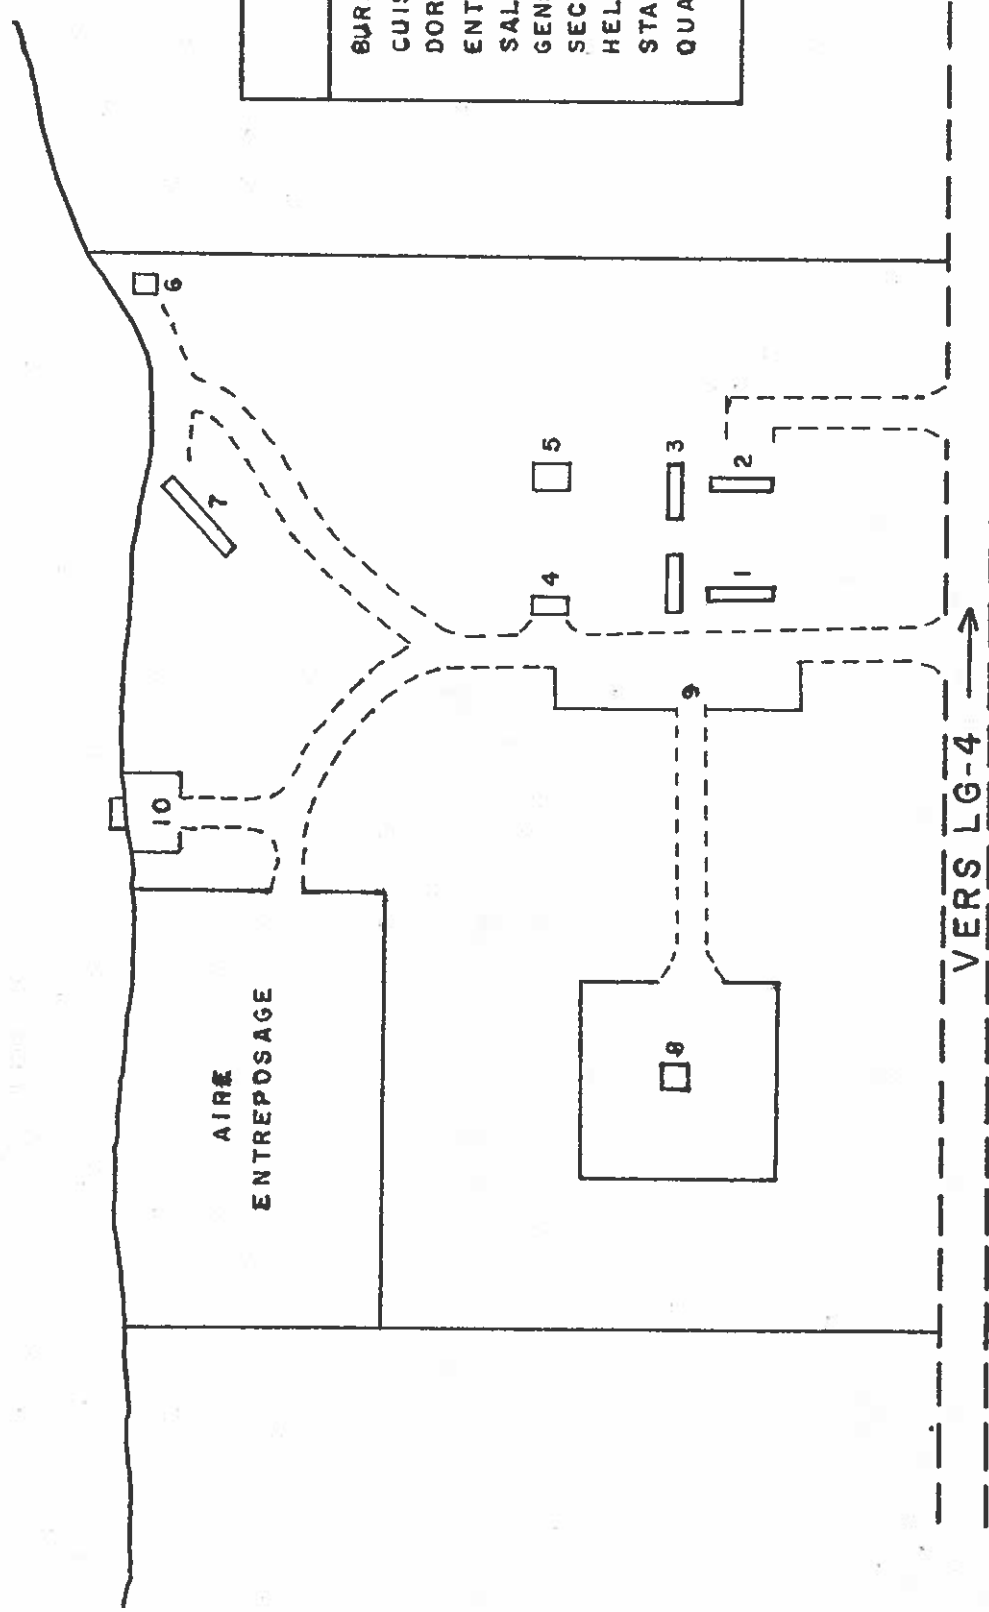 BUR
CUIS
DOR
ENT
SAL
GEN
SEC
HEL
STA
QUA
6
7
5
4
3
2
1
9
10
8
AIRE
ENTREPOSAGE
VERS LG-4